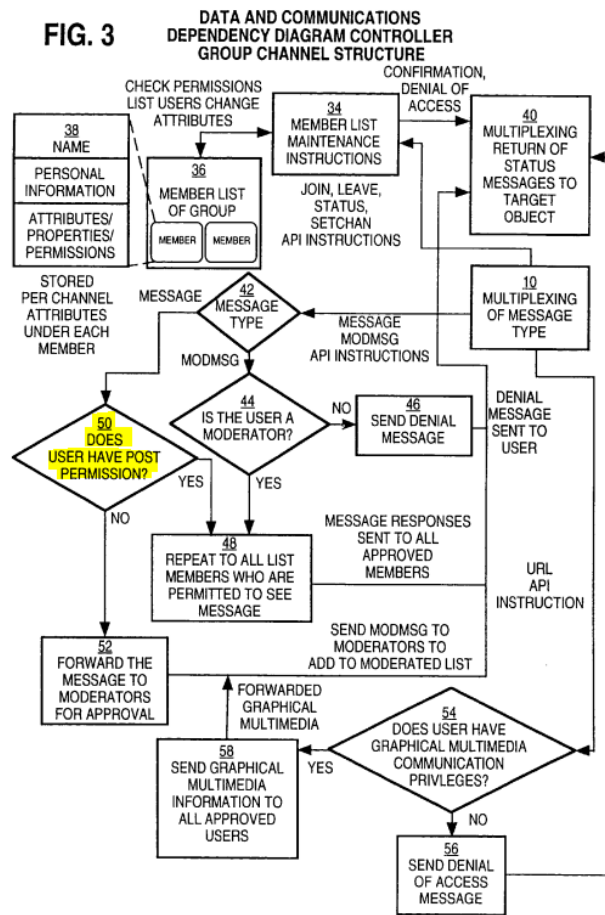 FIG. 3
DATA AND COMMUNICATIONS
DEPENDENCY DIAGRAM CONTROLLER
GROUP CHANNEL STRUCTURE
CHECK PERMISSIONS
LIST USERS CHANGE
ATTRIBUTES
CONFIRMATION,
DENIAL OF
ACCESS
38
NAME
PERSONAL
INFORMATION
ATTRIBUTES/
PROPERTIES/
PERMISSIONS
STORED
PER CHANNEL
ATTRIBUTES
UNDER EACH
MEMBER
36
MEMBER LIST
OF GROUP
MEMBER
MEMBER
34
MEMBER LIST
MAINTENANCE
INSTRUCTIONS
JOIN, LEAVE,
STATUS,
SETCHAN
API INSTRUCTIONS
40
MULTIPLEXING
RETURN OF
STATUS
MESSAGES TO
TARGET
OBJECT
10
MULTIPLEXING
OF MESSAGE
TYPE
MESSAGE
42
MESSAGE
TYPE
MESSAGE
MODMSG
API INSTRUCTIONS
MODMSG
44
IS THE USER A
MODERATOR?
NO
46
SEND DENIAL
MESSAGE
DENIAL
MESSAGE
SENT TO
USER
50
DOES
USER HAVE POST
PERMISSION?
YES
YES
NO
48
REPEAT TO ALL LIST
MEMBERS WHO ARE
PERMITTED TO SEE
MESSAGE
MESSAGE RESPONSES
SENT TO ALL
APPROVED
MEMBERS
URL
API
INSTRUCTION
52
FORWARD THE
MESSAGE TO
MODERATORS
FOR APPROVAL
SEND MODMSG TO
MODERATORS TO
ADD TO MODERATED LIST
FORWARDED
GRAPHICAL
MULTIMEDIA
54
DOES USER HAVE
GRAPHICAL MULTIMEDIA
COMMUNICATION
PRIVLEGES?
YES
58
SEND GRAPHICAL
MULTIMEDIA
INFORMATION TO
ALL APPROVED
USERS
NO
56
SEND DENIAL
OF ACCESS
MESSAGE